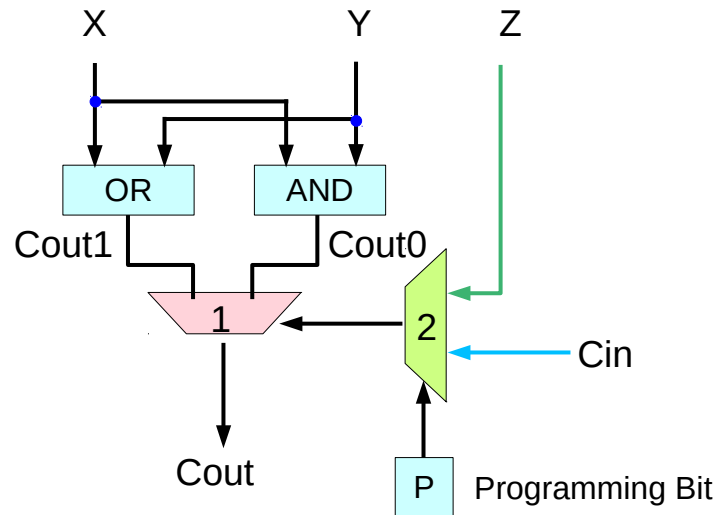 X Y Z
OR AND
Cout1 Cout0
1 2
Cin
Cout
P Programming Bit